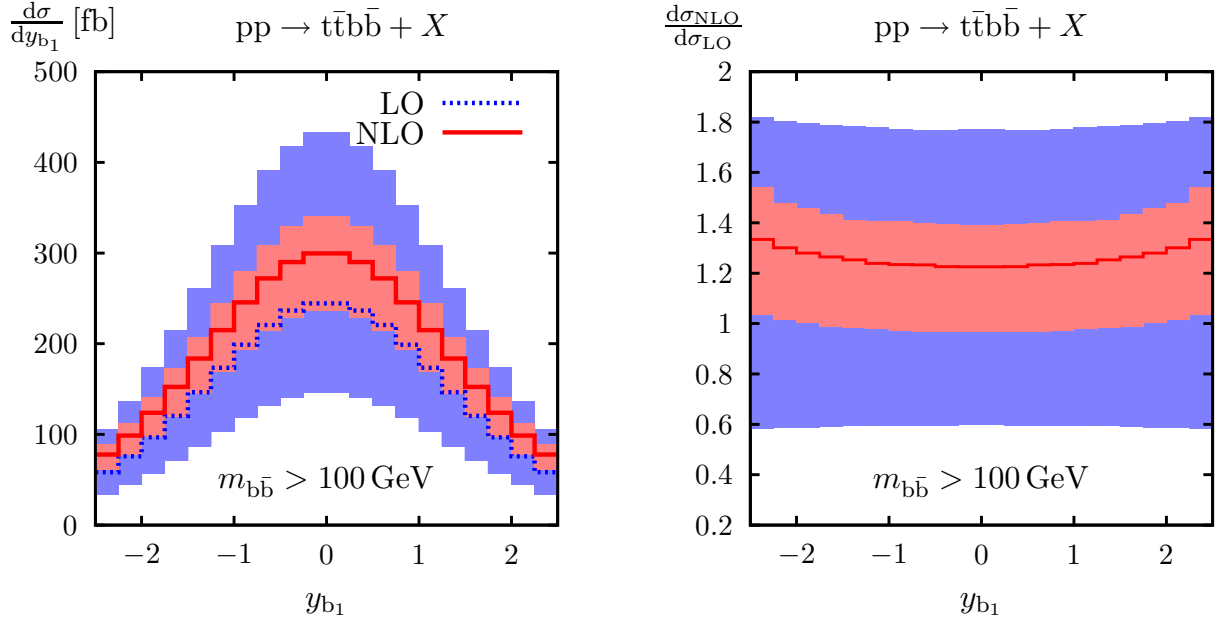 dσ/dy_b₁ [fb]
pp → tt̄bb̄ + X
500
400
300
200
100
0
LO
NLO
m_bb̄ > 100 GeV
−2 −1 0 1 2
y_b₁
dσ_NLO/dσ_LO
pp → tt̄bb̄ + X
2
1.8
1.6
1.4
1.2
1
0.8
0.6
0.4
0.2
m_bb̄ > 100 GeV
−2 −1 0 1 2
y_b₁